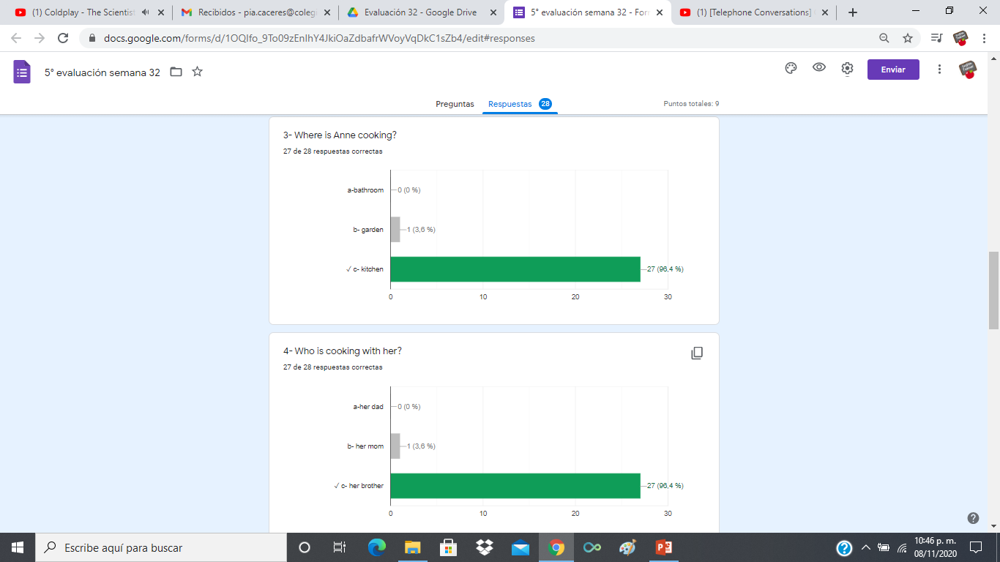 (1) Coldplay - The Scientist
Recibidos - pia.caceres@coleg
Evaluación 32 - Google Drive
5° evaluación semana 32 - For
(1) [Telephone Conversations]
docs.google.com/forms/d/1OQIfo_9To09zEnIhY4JkiOaZdbafrWVoyVqDkC1sZb4/edit#responses
5° evaluación semana 32
Enviar
Preguntas
Respuestas 28
Puntos totales: 9
3- Where is Anne cooking?
27 de 28 respuestas correctas
a-bathroom
0 (0 %)
b- garden
1 (3,6 %)
✓ c- kitchen
27 (96,4 %)
0 10 20 30
4- Who is cooking with her?
27 de 28 respuestas correctas
a-her dad
0 (0 %)
b- her mom
1 (3,6 %)
✓ c- her brother
27 (96,4 %)
0 10 20 30
Escribe aquí para buscar
10:46 p. m.
08/11/2020